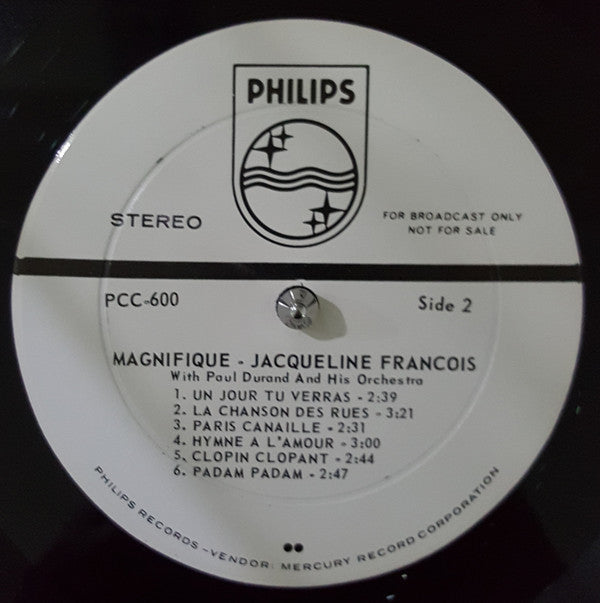 PHILIPS
STEREO
FOR BROADCAST ONLY
NOT FOR SALE
PCC-600
Side 2
MAGNIFIQUE - JACQUELINE FRANCOIS
With Paul Durand And His Orchestra
1. UN JOUR TU VERRAS - 2:39
2. LA CHANSON DES RUES - 3:21
3. PARIS CANAILLE - 2:31
4. HYMNE A L'AMOUR - 3:00
5. CLOPIN CLOPANT - 2:44
6. PADAM PADAM - 2:47
PHILIPS RECORDS - VENDOR: MERCURY RECORD CORPORATION